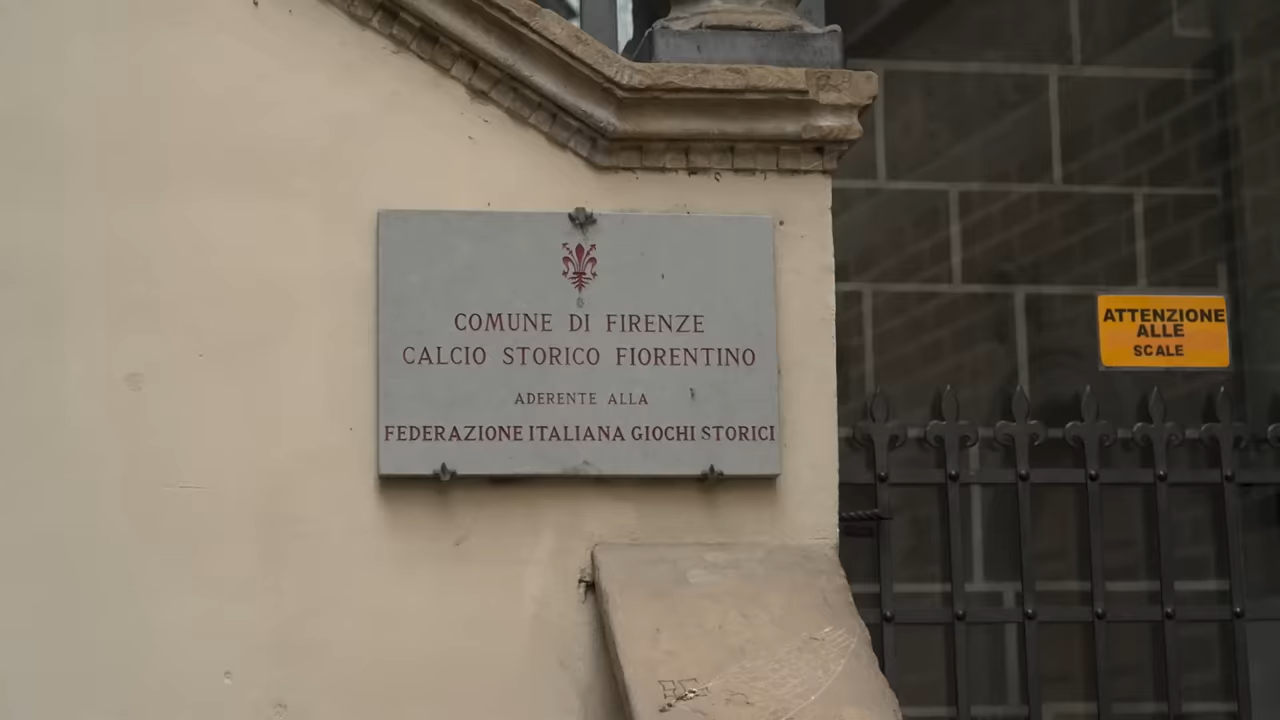 COMUNE DI FIRENZE
CALCIO STORICO FIORENTINO
ADERENTE ALLA
FEDERAZIONE ITALIANA GIOCHI STORICI
ATTENZIONE
ALLE
SCALE